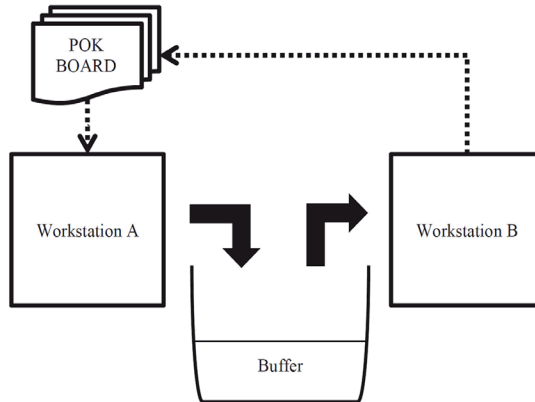 POK
BOARD
Workstation A
Workstation B
Buffer